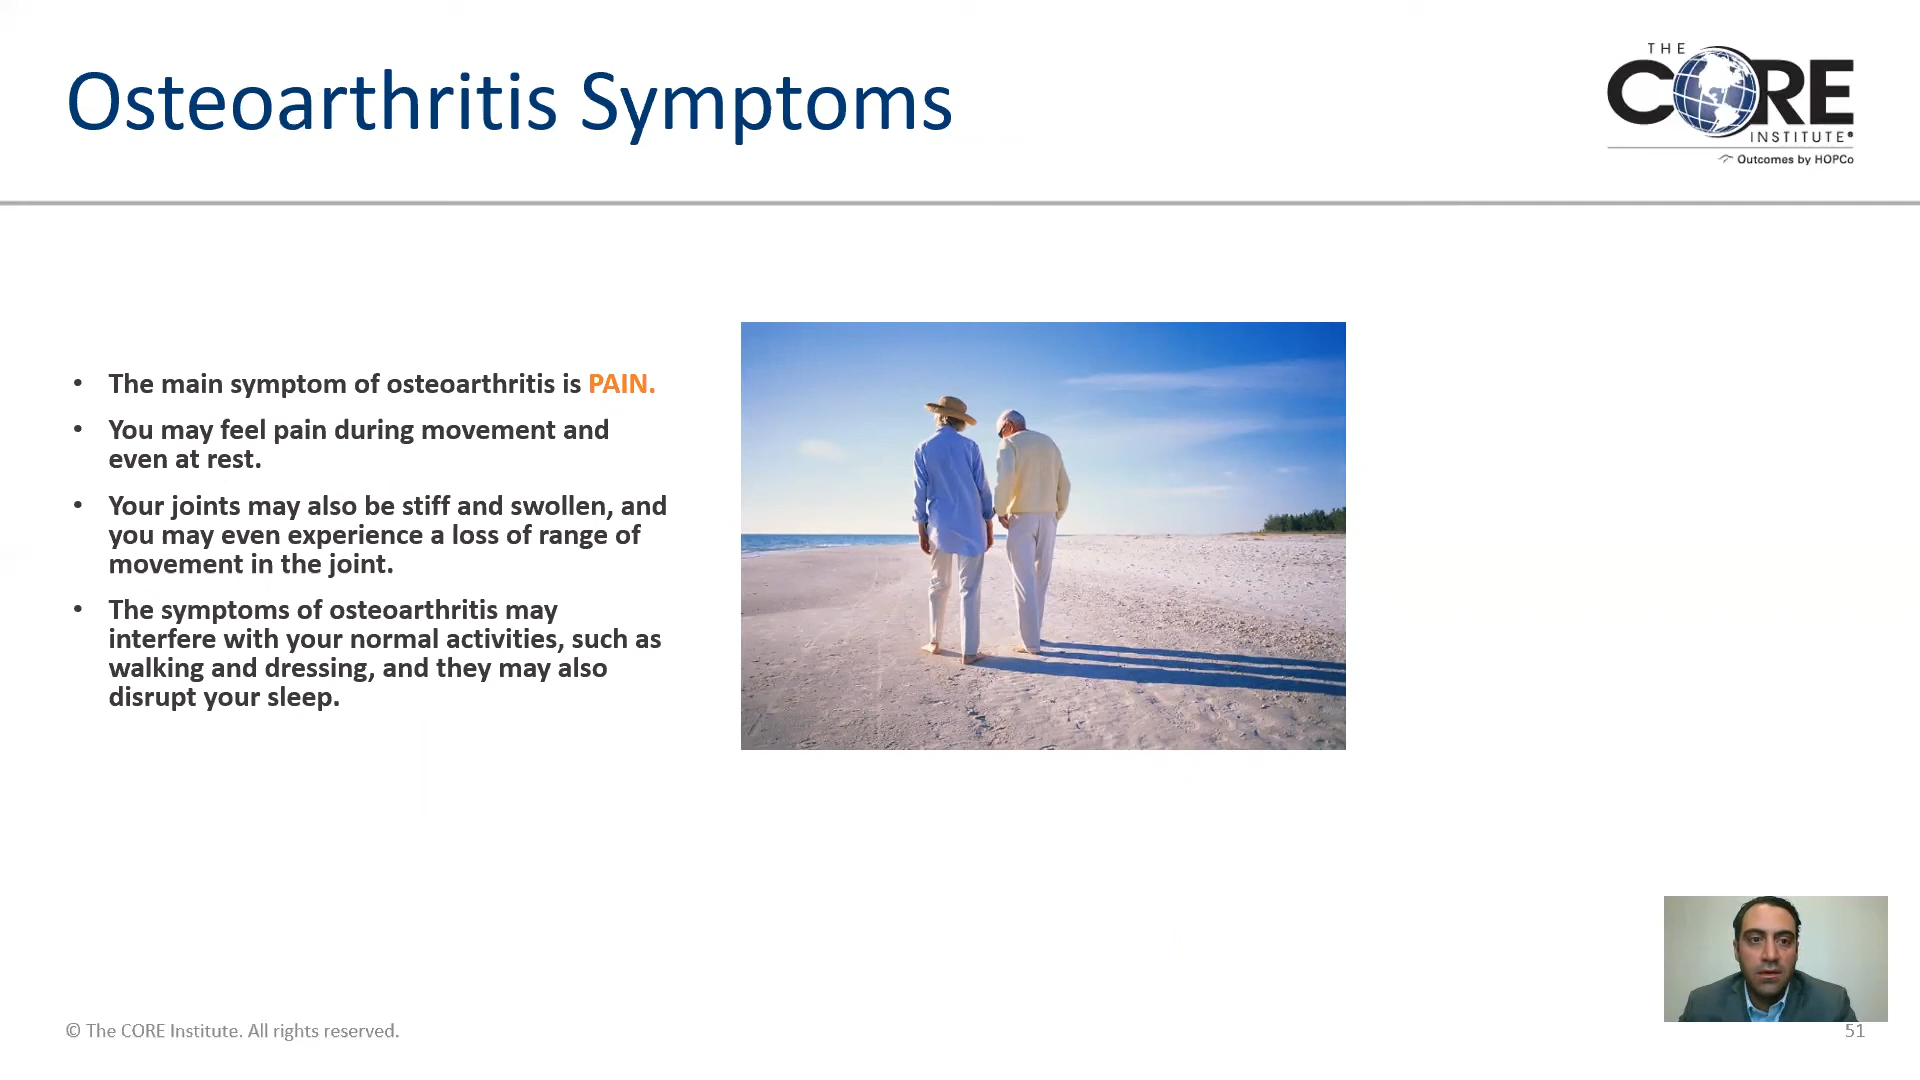 Osteoarthritis Symptoms
THE
CORE
INSTITUTE®
Outcomes by HOPCo
• The main symptom of osteoarthritis is PAIN.
• You may feel pain during movement and
even at rest.
• Your joints may also be stiff and swollen, and
you may even experience a loss of range of
movement in the joint.
• The symptoms of osteoarthritis may
interfere with your normal activities, such as
walking and dressing, and they may also
disrupt your sleep.
© The CORE Institute. All rights reserved.
51